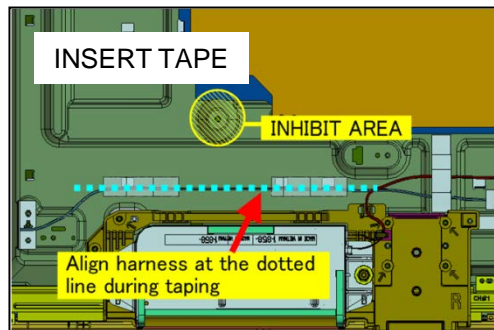 INSERT TAPE
INHIBIT AREA
Align harness at the dotted
line during taping
R